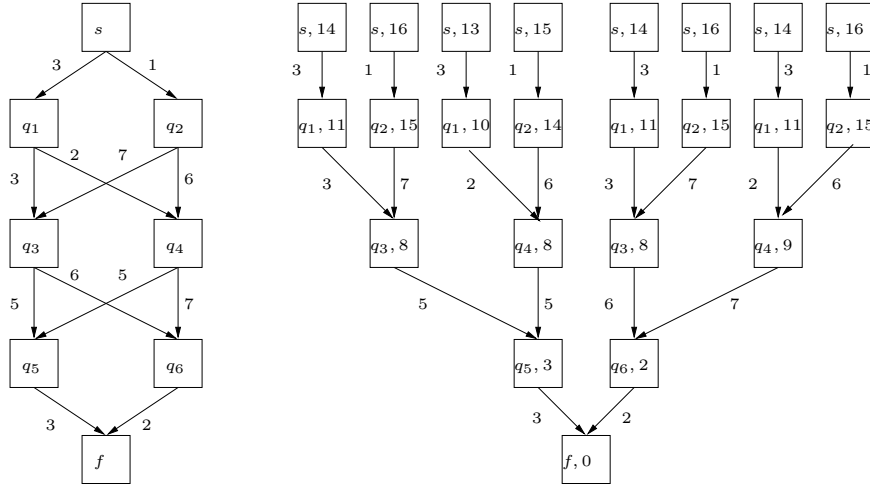 s
s, 14
s, 16
s, 13
s, 15
s, 14
s, 16
s, 14
s, 16
3
1
3
1
3
1
3
1
3
1
q1
q2
q1, 11
q2, 15
q1, 10
q2, 14
q1, 11
q2, 15
q1, 11
q2, 15
3
2
7
6
3
7
2
6
3
7
2
6
q3
q4
q3, 8
q4, 8
q3, 8
q4, 9
5
6
5
7
5
5
6
7
q5
q6
q5, 3
q6, 2
3
2
3
2
f
f, 0